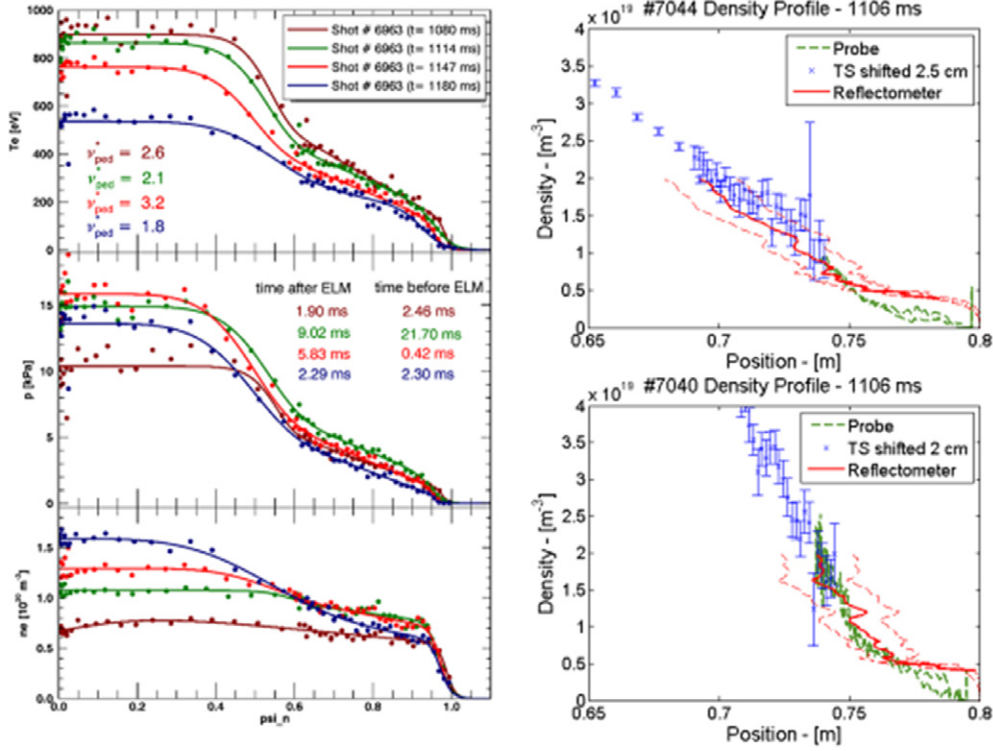 Shot # 6963 (t= 1080 ms)
Shot # 6963 (t= 1114 ms)
Shot # 6963 (t= 1147 ms)
Shot # 6963 (t= 1180 ms)
Te [eV]
800
600
400
200
0
ν*ped = 2.6
ν*ped = 2.1
ν*ped = 3.2
ν*ped = 1.8
p [kPa]
15
10
5
0
time after ELM time before ELM
1.90 ms 2.46 ms
9.02 ms 21.70 ms
5.83 ms 0.42 ms
2.29 ms 2.30 ms
ne [10²⁰ m⁻³]
1.5
1.0
0.5
0.0
0.0 0.2 0.4 0.6 0.8 1.0
psi_n
x 10¹⁹ #7044 Density Profile - 1106 ms
Probe
TS shifted 2.5 cm
Reflectometer
Density - [m⁻³]
4
3.5
3
2.5
2
1.5
1
0.5
0
0.65 0.7 0.75 0.8
Position - [m]
x 10¹⁹ #7040 Density Profile - 1106 ms
Probe
TS shifted 2 cm
Reflectometer
Density - [m⁻³]
4
3.5
3
2.5
2
1.5
1
0.5
0
0.65 0.7 0.75 0.8
Position - [m]